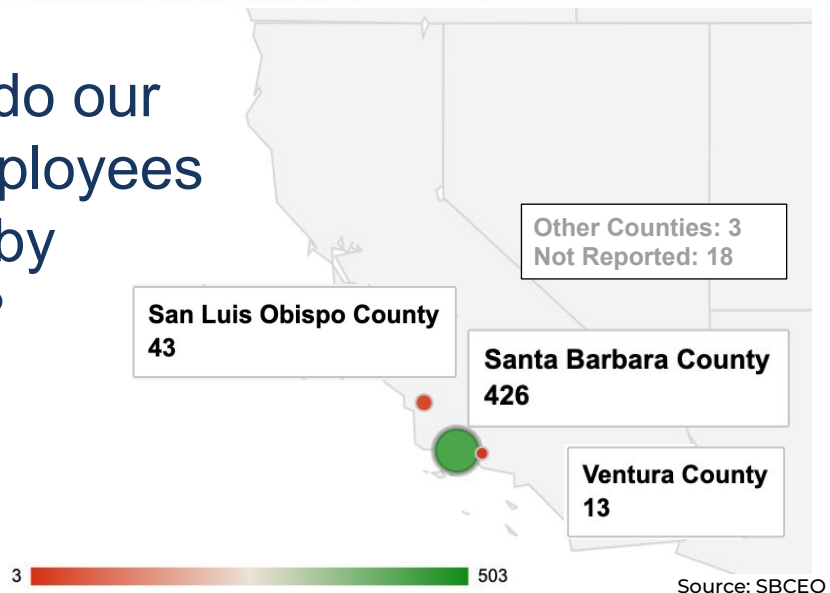 do our
ployees
by
Other Counties: 3
Not Reported: 18
San Luis Obispo County
43
Santa Barbara County
426
Ventura County
13
3
503
Source: SBCEO